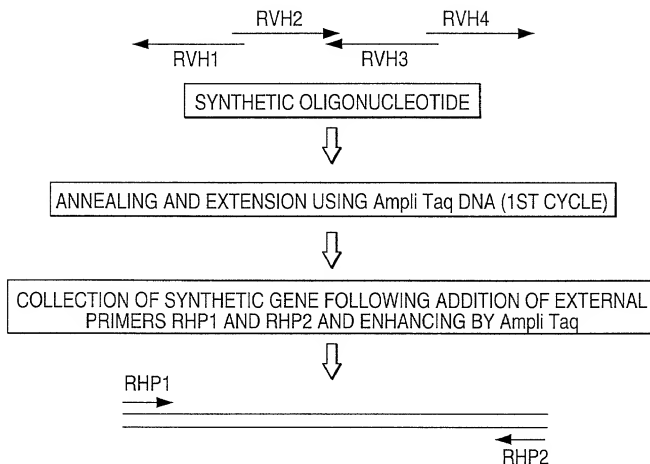 RVH2
RVH4
RVH1
RVH3
SYNTHETIC OLIGONUCLEOTIDE
ANNEALING AND EXTENSION USING Ampli Taq DNA (1ST CYCLE)
COLLECTION OF SYNTHETIC GENE FOLLOWING ADDITION OF EXTERNAL
PRIMERS RHP1 AND RHP2 AND ENHANCING BY Ampli Taq
RHP1
RHP2